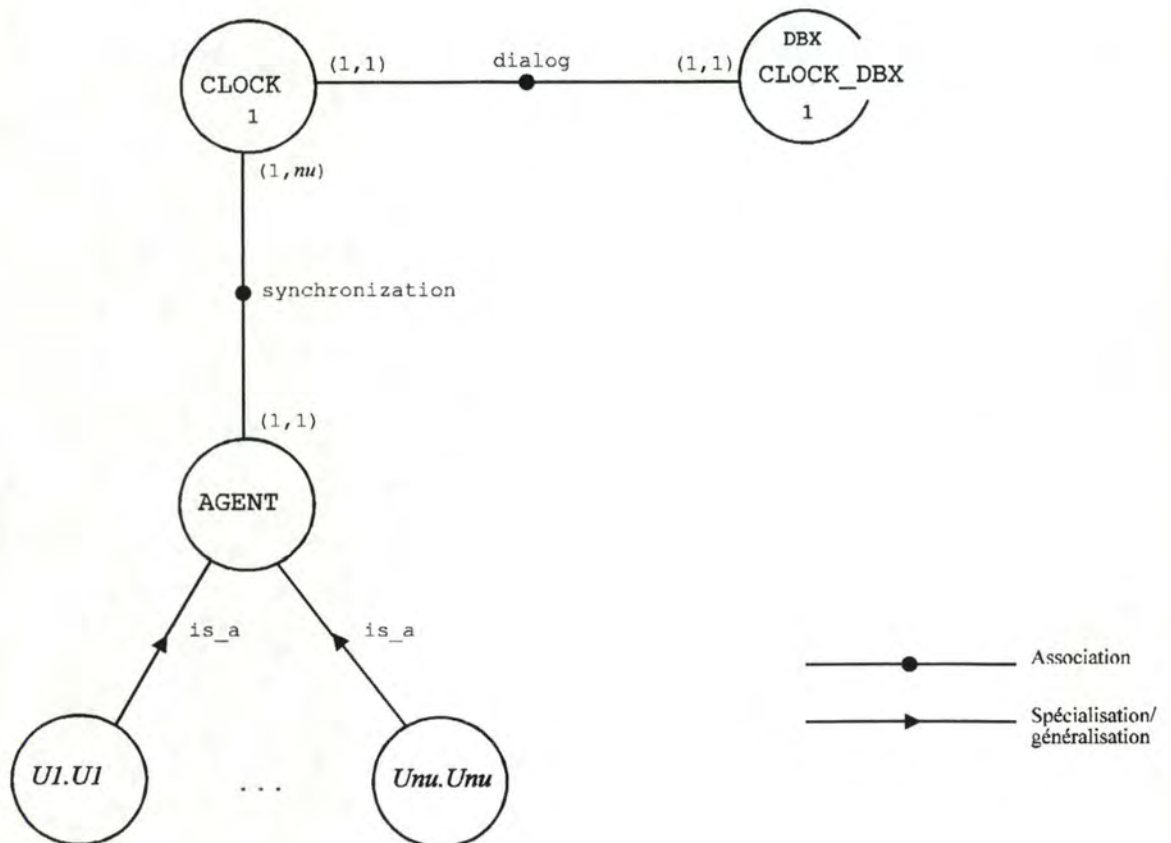 DBX
CLOCK
(1,1)
dialog
(1,1)
CLOCK_DBX
1
1
(1,nu)
synchronization
(1,1)
AGENT
is_a
is_a
Association
Spécialisation/
généralisation
U1.U1
...
Unu.Unu